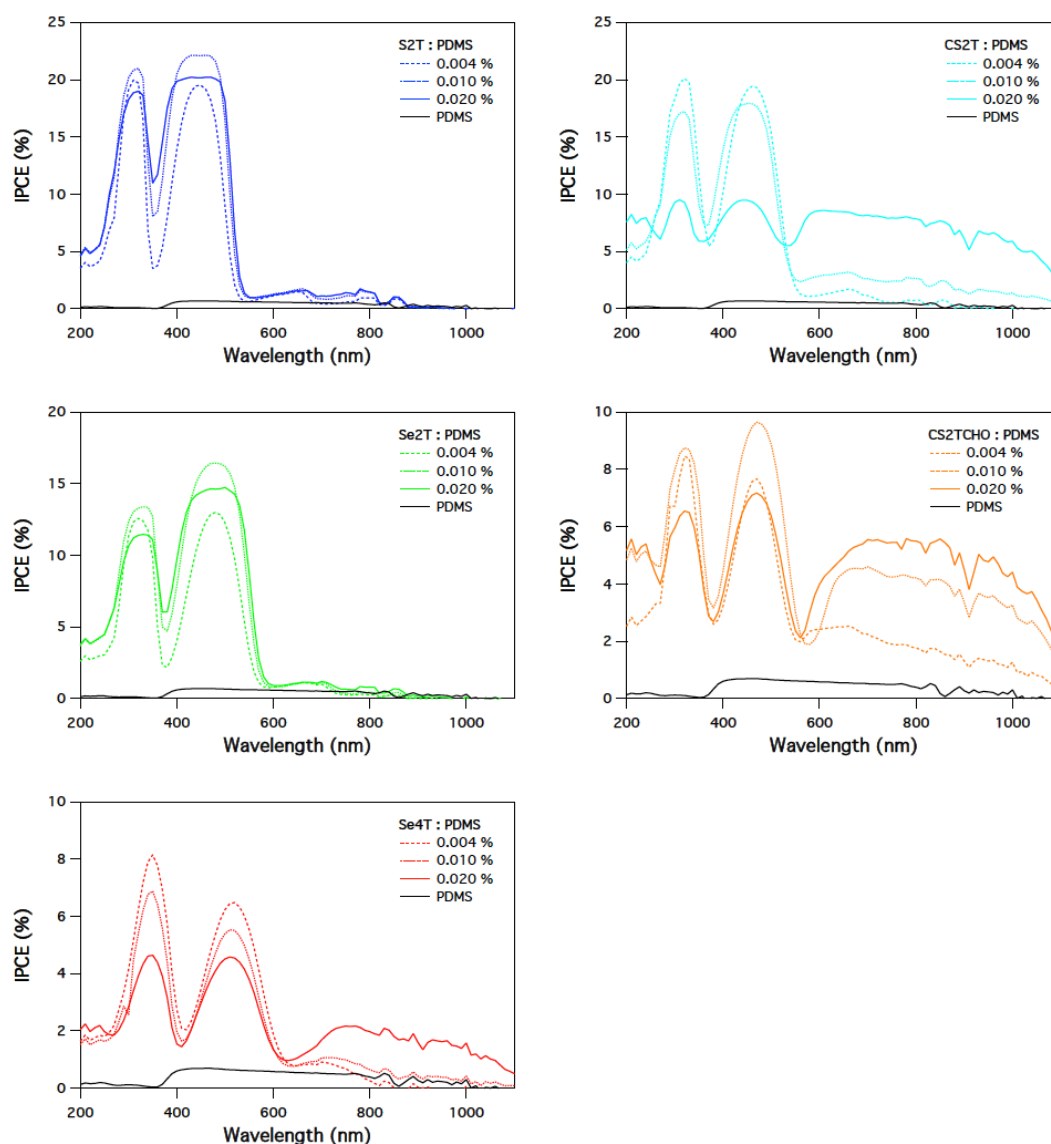 25
20
15
10
5
0
IPCE (%)
S2T : PDMS
0.004 %
0.010 %
0.020 %
PDMS
200 400 600 800 1000
Wavelength (nm)
25
20
15
10
5
0
IPCE (%)
CS2T : PDMS
0.004 %
0.010 %
0.020 %
PDMS
200 400 600 800 1000
Wavelength (nm)
20
15
10
5
0
IPCE (%)
Se2T : PDMS
0.004 %
0.010 %
0.020 %
PDMS
200 400 600 800 1000
Wavelength (nm)
10
8
6
4
2
0
IPCE (%)
CS2TCHO : PDMS
0.004 %
0.010 %
0.020 %
PDMS
200 400 600 800 1000
Wavelength (nm)
10
8
6
4
2
0
IPCE (%)
Se4T : PDMS
0.004 %
0.010 %
0.020 %
PDMS
200 400 600 800 1000
Wavelength (nm)